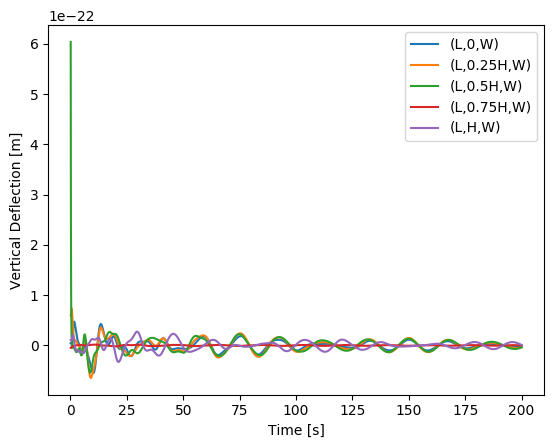 1e−22
6
5
4
3
2
1
0
Vertical Deflection [m]
(L,0,W)
(L,0.25H,W)
(L,0.5H,W)
(L,0.75H,W)
(L,H,W)
0 25 50 75 100 125 150 175 200
Time [s]